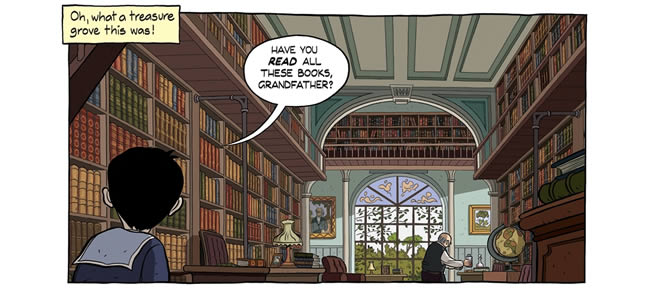 Oh, what a treasure
grove this was!
HAVE YOU
READ ALL
THESE BOOKS,
GRANDFATHER?